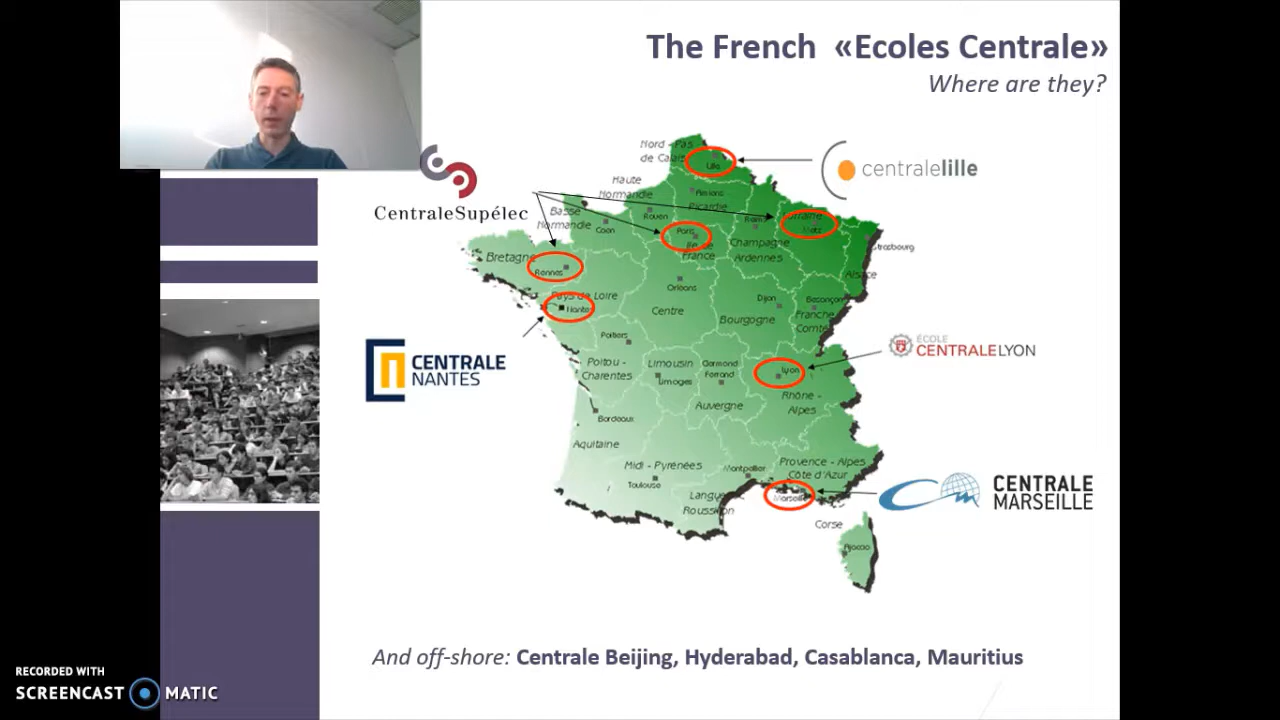 The French «Ecoles Centrale»
Where are they?
Nord - Pas
de Calais
Lille
centralelille
CentraleSupélec
Haute
Normandie
Amiens
Picardie
Basse
Normandie
Rouen
Caen
Reims
Lorraine
Metz
Paris
Ile de
France
Champagne
Ardennes
Strasbourg
Alsace
Bretagne
Rennes
Orléans
Pays de Loire
Nantes
Centre
Dijon
Besançon
Bourgogne
Franche
Comté
CENTRALE
NANTES
Poitiers
Poitou -
Charentes
Limousin
Limoges
Clermont
Ferrand
Auvergne
Lyon
Rhône -
Alpes
ÉCOLE
CENTRALELYON
Bordeaux
Aquitaine
Midi - Pyrénées
Toulouse
Montpellier
Provence - Alpes
Côte d'Azur
Marseille
CENTRALE
MARSEILLE
Corse
Ajaccio
And off-shore: Centrale Beijing, Hyderabad, Casablanca, Mauritius
RECORDED WITH
SCREENCAST MATIC